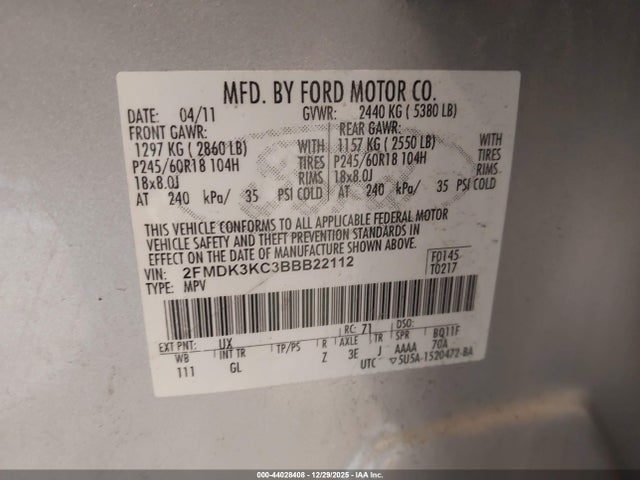 MFD. BY FORD MOTOR CO.
DATE: 04/11 GVWR: 2440 KG ( 5380 LB)
FRONT GAWR: REAR GAWR:
1297 KG ( 2860 LB) WITH 1157 KG ( 2550 LB) WITH
P245/60R18 104H TIRES P245/60R18 104H TIRES
18x8.0J RIMS 18x8.0J RIMS
AT 240 kPa/ 35 PSI COLD AT 240 kPa/ 35 PSI COLD
THIS VEHICLE CONFORMS TO ALL APPLICABLE FEDERAL MOTOR
VEHICLE SAFETY AND THEFT PREVENTION STANDARDS IN
EFFECT ON THE DATE OF MANUFACTURE SHOWN ABOVE.
VIN: 2FMDK3KC3BBB22112 F0145
TYPE: MPV T0217
EXT PNT: UX RC: 71 DSO:
WB INT TR TP/PS R AXLE TR SPR BQ11F
111 GL Z 3E J AAAA 70A
UTC 5U5A-1520472-BA
000-44028408 - 12/29/2025 - IAA Inc.